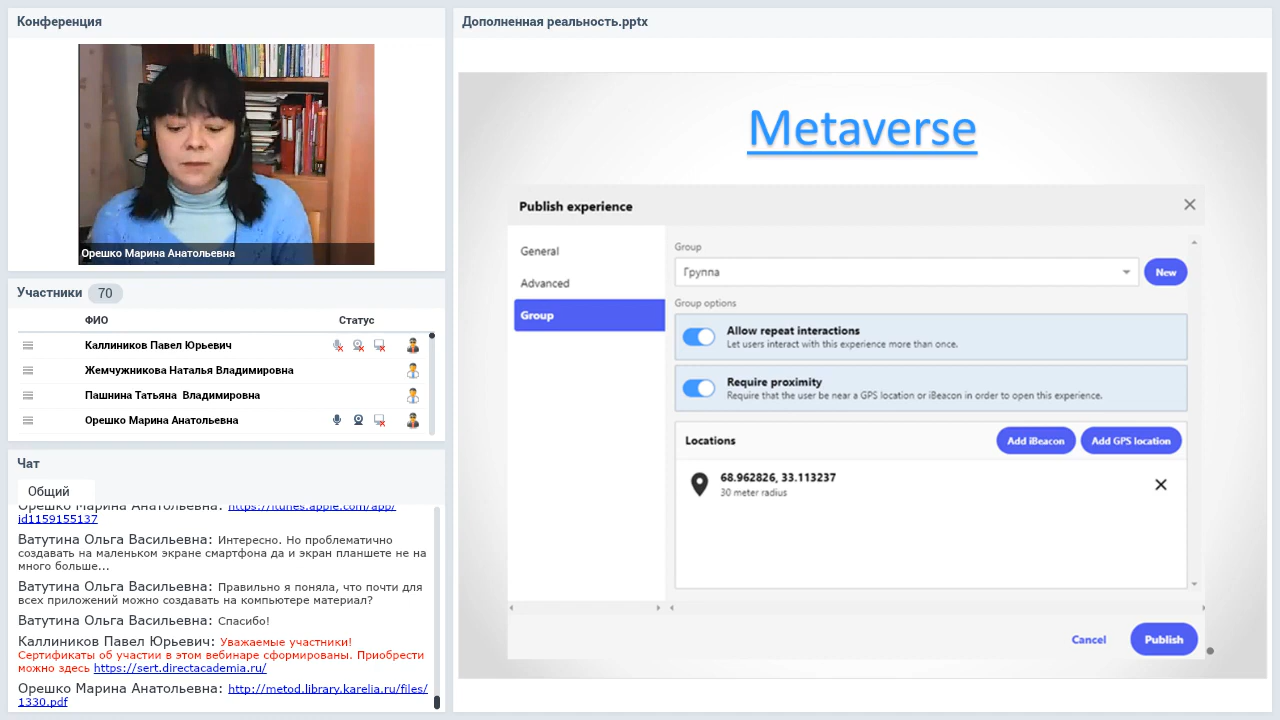 Конференция
Орешко Марина Анатольевна
Участники 70
ФИО Статус
Каллиников Павел Юрьевич
Жемчужникова Наталья Владимировна
Пашнина Татьяна Владимировна
Орешко Марина Анатольевна
Чат
Общий
Орешко Марина Анатольевна: https://itunes.apple.com/app/
id1159155137
Ватутина Ольга Васильевна: Интересно. Но проблематично
создавать на маленьком экране смартфона да и экран планшете не на
много больше...
Ватутина Ольга Васильевна: Правильно я поняла, что почти для
всех приложений можно создавать на компьютере материал?
Ватутина Ольга Васильевна: Спасибо!
Каллиников Павел Юрьевич: Уважаемые участники!
Сертификаты об участии в этом вебинаре сформированы. Приобрести
можно здесь https://sert.directacademia.ru/
Орешко Марина Анатольевна: http://metod.library.karelia.ru/files/
1330.pdf
Дополненная реальность.pptx
Metaverse
Publish experience
General
Advanced
Group
Group
Группа
New
Group options
Allow repeat interactions
Let users interact with this experience more than once.
Require proximity
Require that the user be near a GPS location or iBeacon in order to open this experience.
Locations
Add iBeacon
Add GPS location
68.962826, 33.113237
30 meter radius
Cancel
Publish